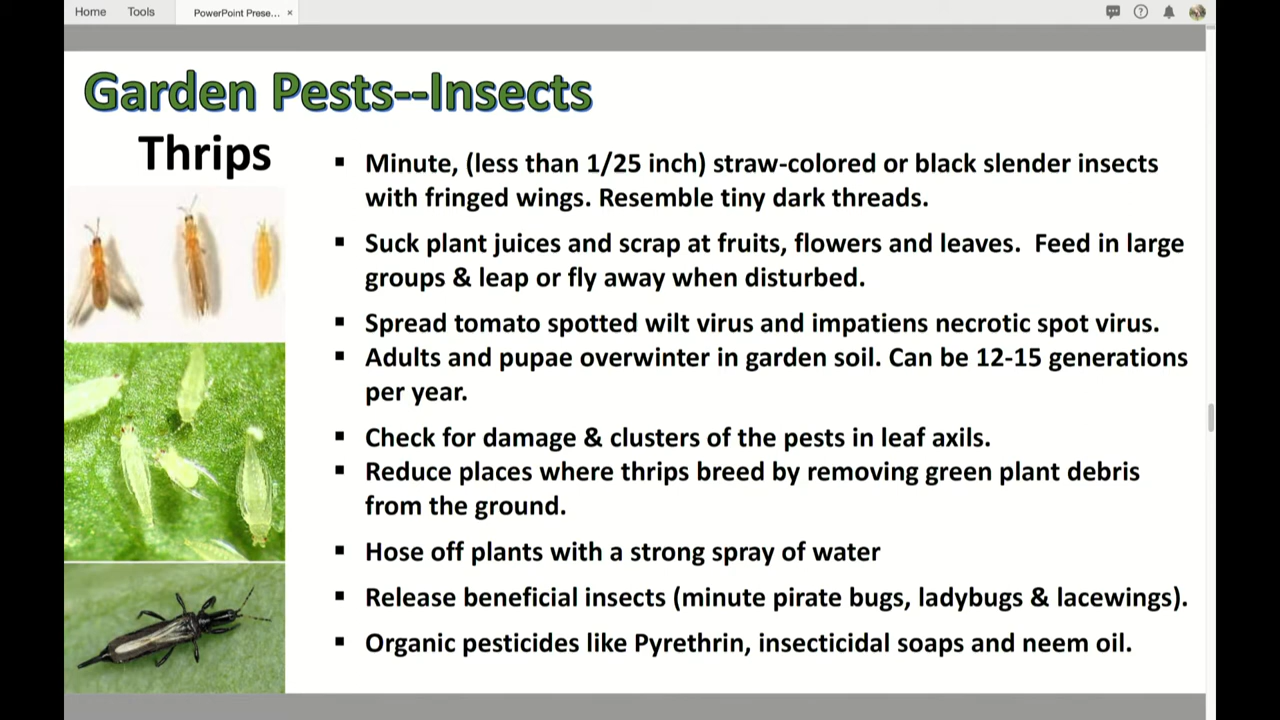 Home Tools PowerPoint Prese... ×
Garden Pests--Insects
Thrips
▪ Minute, (less than 1/25 inch) straw-colored or black slender insects
with fringed wings. Resemble tiny dark threads.
▪ Suck plant juices and scrap at fruits, flowers and leaves.  Feed in large
groups & leap or fly away when disturbed.
▪ Spread tomato spotted wilt virus and impatiens necrotic spot virus.
▪ Adults and pupae overwinter in garden soil. Can be 12-15 generations
per year.
▪ Check for damage & clusters of the pests in leaf axils.
▪ Reduce places where thrips breed by removing green plant debris
from the ground.
▪ Hose off plants with a strong spray of water
▪ Release beneficial insects (minute pirate bugs, ladybugs & lacewings).
▪ Organic pesticides like Pyrethrin, insecticidal soaps and neem oil.